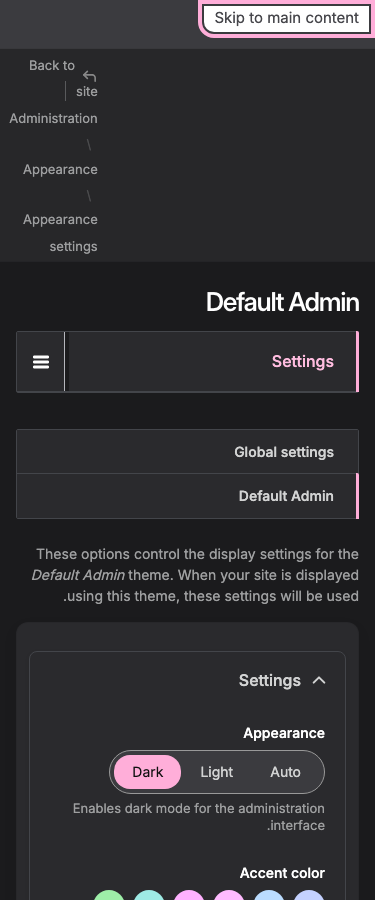 Skip to main content
Back to
site
Administration
\
Appearance
\
Appearance
settings
Default Admin
Settings
Global settings
Default Admin
These options control the display settings for the
Default Admin theme. When your site is displayed
.using this theme, these settings will be used
Settings
Appearance
Dark Light Auto
Enables dark mode for the administration
.interface
Accent color